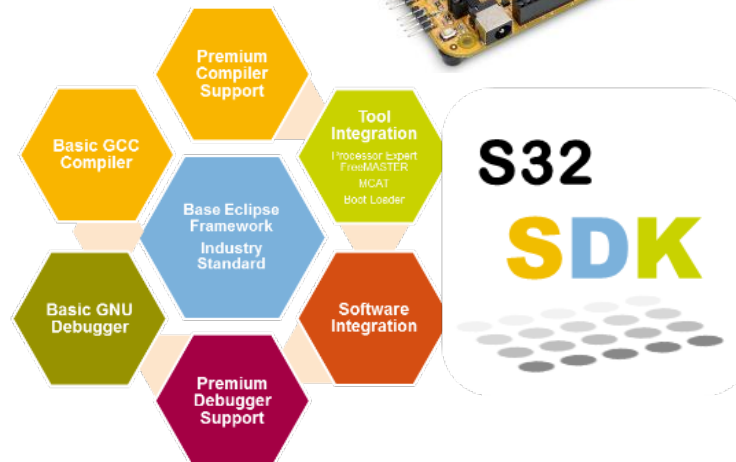 Premium
Compiler
Support
Basic GCC
Compiler
Tool
Integration
Processor Expert
FreeMASTER
MCAT
Boot Loader
Base Eclipse
Framework
Industry
Standard
Basic GNU
Debugger
Software
Integration
Premium
Debugger
Support
S32
SDK